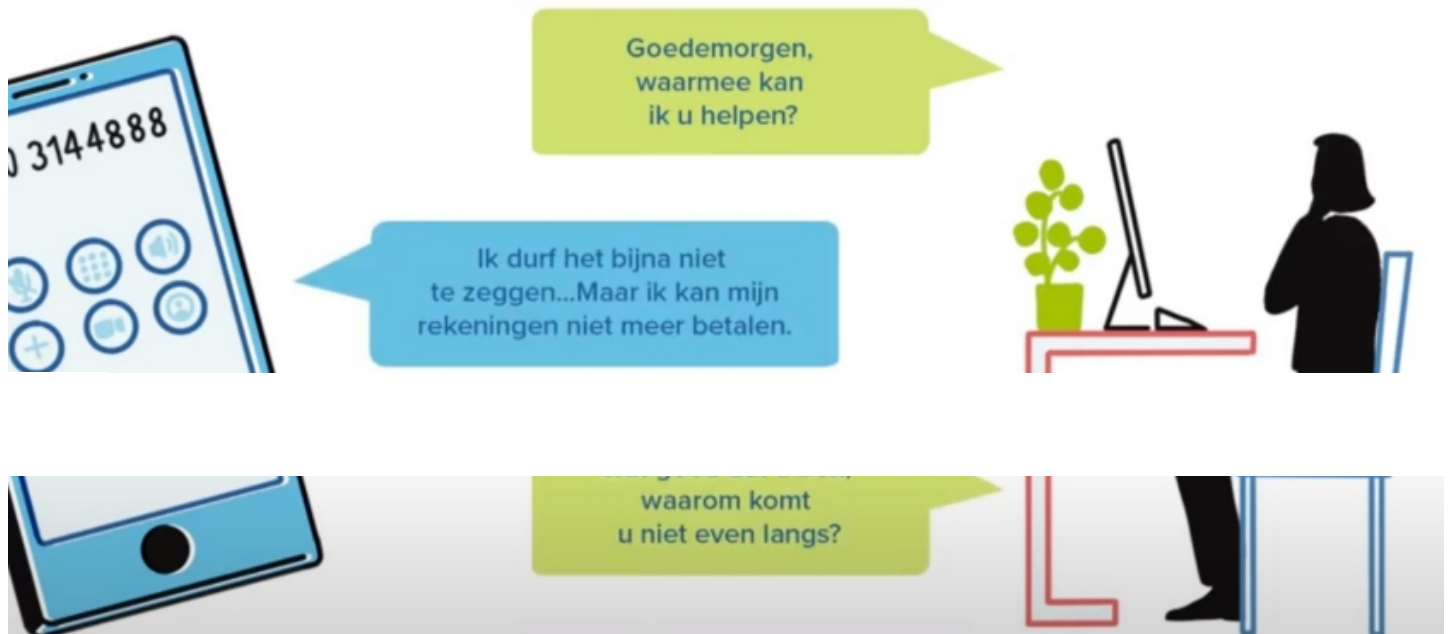 3144888
Goedemorgen,
waarmee kan
ik u helpen?
Ik durf het bijna niet
te zeggen...Maar ik kan mijn
rekeningen niet meer betalen.
waarom komt
u niet even langs?